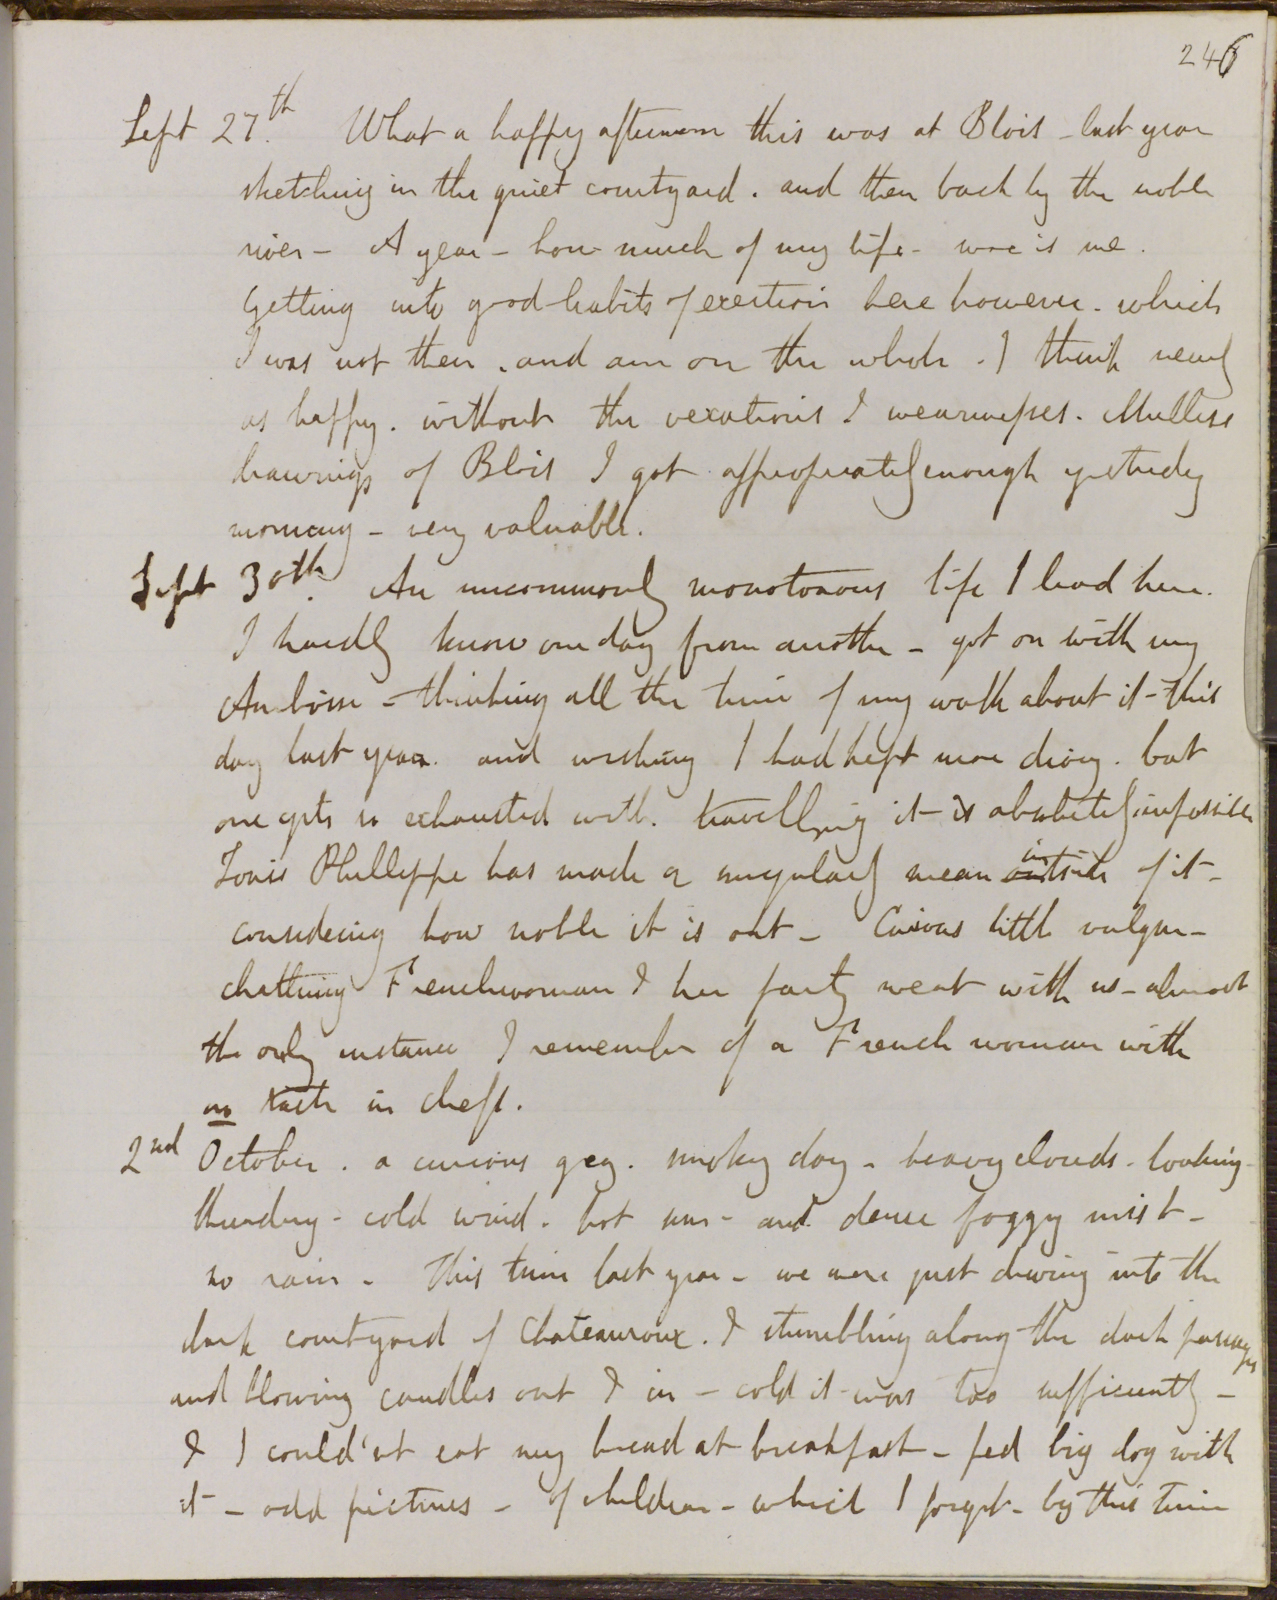 246
Sept 27th. What a happy afternoon this was at Blois - last year
sketching in the quiet courtyard. and then back by the noble
river - A year - how much of my life - woe is me.
Getting into good habits of exertion here however. which
I was not then. and am on the whole. I think nearly
as happy. without the vexations & wearinesses. Mullers
drawings of Blois I got appropriately enough yesterday
morning - very valuable.
Sept 30th. An uncommonly monotonous life I lead here.
I hardly know one day from another - got on with my
Amboise - thinking all the time of my walk about it - this
day last year. and wishing I had kept more diary. but
one gets so exhausted with travelling it is absolutely impossible
Louis Phillippe has made a singularly mean inside of it -
considering how noble it is out - Curious little vulgar -
chattering Frenchwoman & her party went with us - almost
the only instance I remember of a French woman with
no taste in dress.
2nd October. a curious grey. smoky day - heavy clouds - looking
thundery - cold wind. hot sun - and dense foggy mist -
no rain - This time last year - we were just driving into the
dark courtyard of Chateauroux. & stumbling along the dark passages
and blowing candles out & in - cold it was too sufficiently -
& I could'nt eat my bread at breakfast - fed big dog with
it - odd pictures - of children - which I forget - by this time